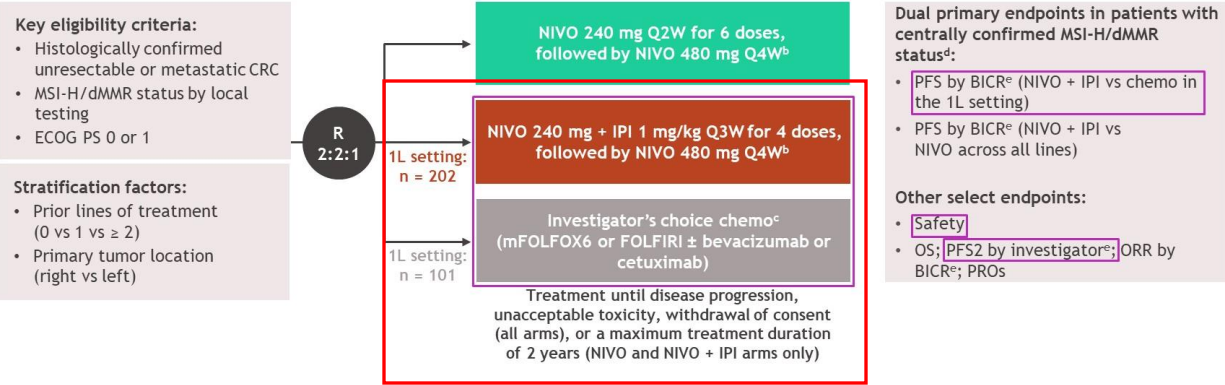 Key eligibility criteria:
• Histologically confirmed
unresectable or metastatic CRC
• MSI-H/dMMR status by local
testing
• ECOG PS 0 or 1
Stratification factors:
• Prior lines of treatment
(0 vs 1 vs ≥ 2)
• Primary tumor location
(right vs left)
R
2:2:1
NIVO 240 mg Q2W for 6 doses,
followed by NIVO 480 mg Q4Wᵇ
1L setting:
n = 202
NIVO 240 mg + IPI 1 mg/kg Q3W for 4 doses,
followed by NIVO 480 mg Q4Wᵇ
1L setting:
n = 101
Investigator’s choice chemoᶜ
(mFOLFOX6 or FOLFIRI ± bevacizumab or
cetuximab)
Treatment until disease progression,
unacceptable toxicity, withdrawal of consent
(all arms), or a maximum treatment duration
of 2 years (NIVO and NIVO + IPI arms only)
Dual primary endpoints in patients with
centrally confirmed MSI-H/dMMR
statusᵈ:
• PFS by BICRᵉ (NIVO + IPI vs chemo in
the 1L setting)
• PFS by BICRᵉ (NIVO + IPI vs
NIVO across all lines)
Other select endpoints:
• Safety
• OS; PFS2 by investigatorᵉ; ORR by
BICRᵉ; PROs